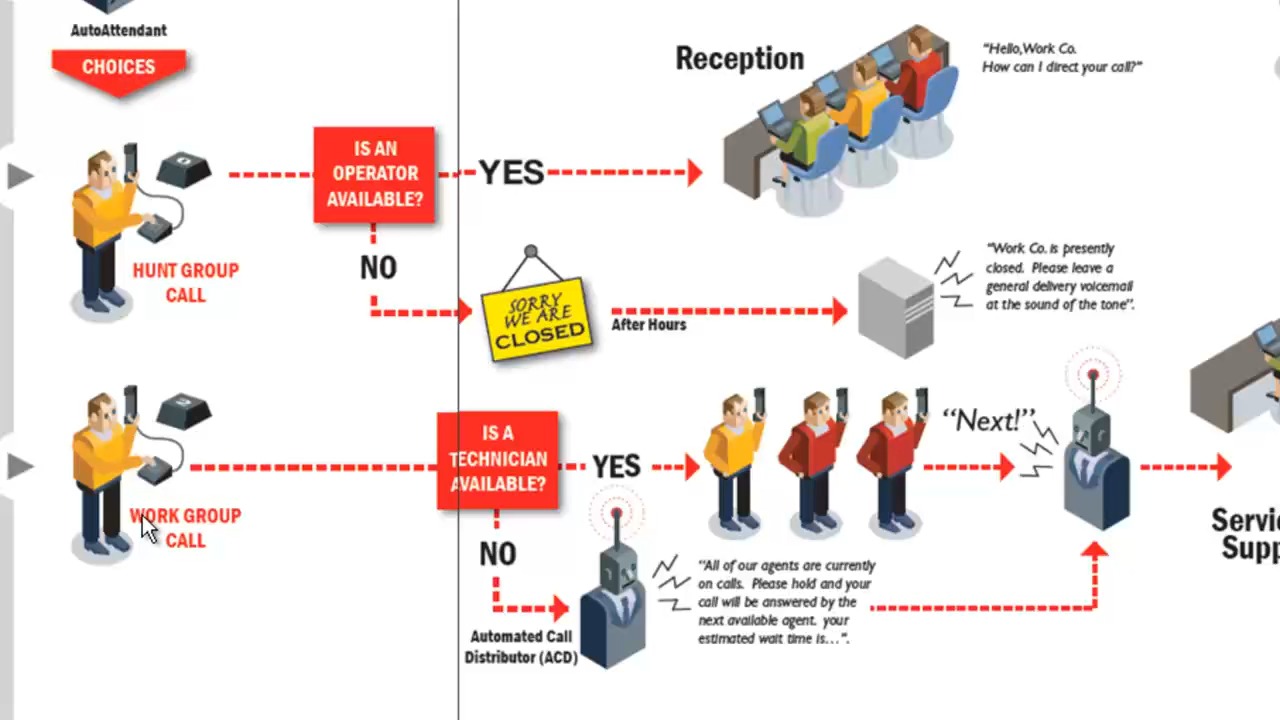 AutoAttendant
CHOICES
Reception
"Hello,Work Co.
How can I direct your call?"
0
IS AN
OPERATOR
AVAILABLE?
YES
HUNT GROUP
CALL
NO
SORRY
WE ARE
CLOSED
After Hours
"Work Co. is presently
closed. Please leave a
general delivery voicemail
at the sound of the tone".
2
IS A
TECHNICIAN
AVAILABLE?
YES
"Next!"
WORK GROUP
CALL
NO
Automated Call
Distributor (ACD)
"All of our agents are currently
on calls. Please hold and your
call will be answered by the
next available agent. your
estimated wait time is...".
Servi
Supp